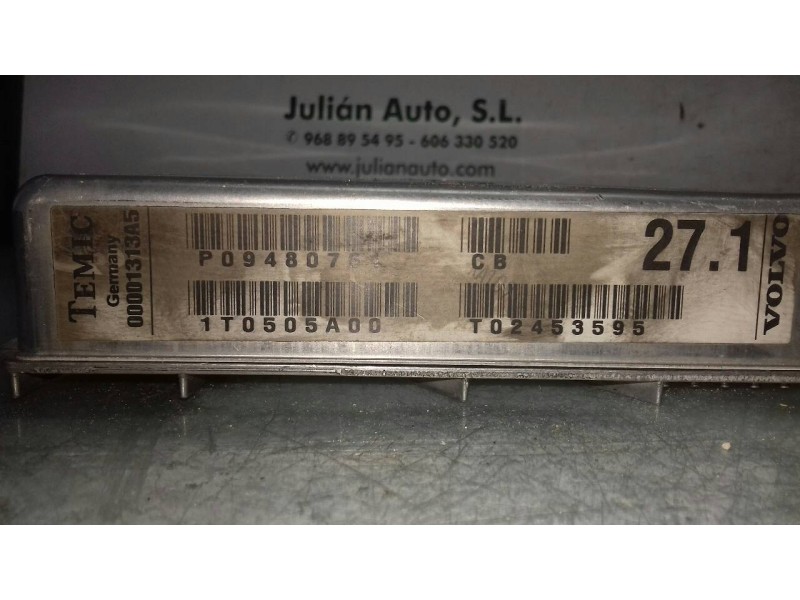 Julián Auto, S.L.
✆ 968 89 54 95 - 606 330 520
www.julianauto.com
TEMIC
Germany
00001313A5
CB
27.1
VOLVO
1T0505A00
T02453595